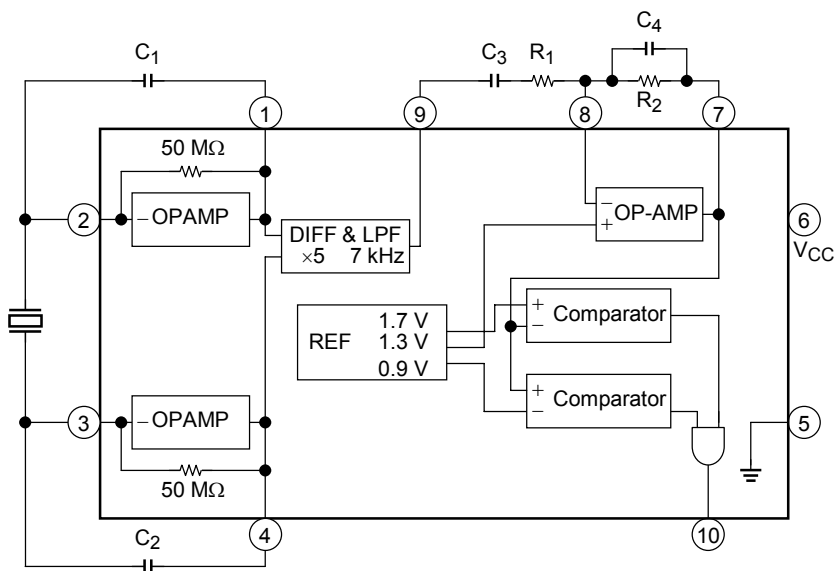 C4
C1
C3
R1
R2
1
9
8
7
50 MΩ
2
− OPAMP
DIFF & LPF
×5 7 kHz
−
+
OP-AMP
6
VCC
REF
1.7 V
1.3 V
0.9 V
+
−
Comparator
+
−
Comparator
3
− OPAMP
50 MΩ
5
4
10
C2